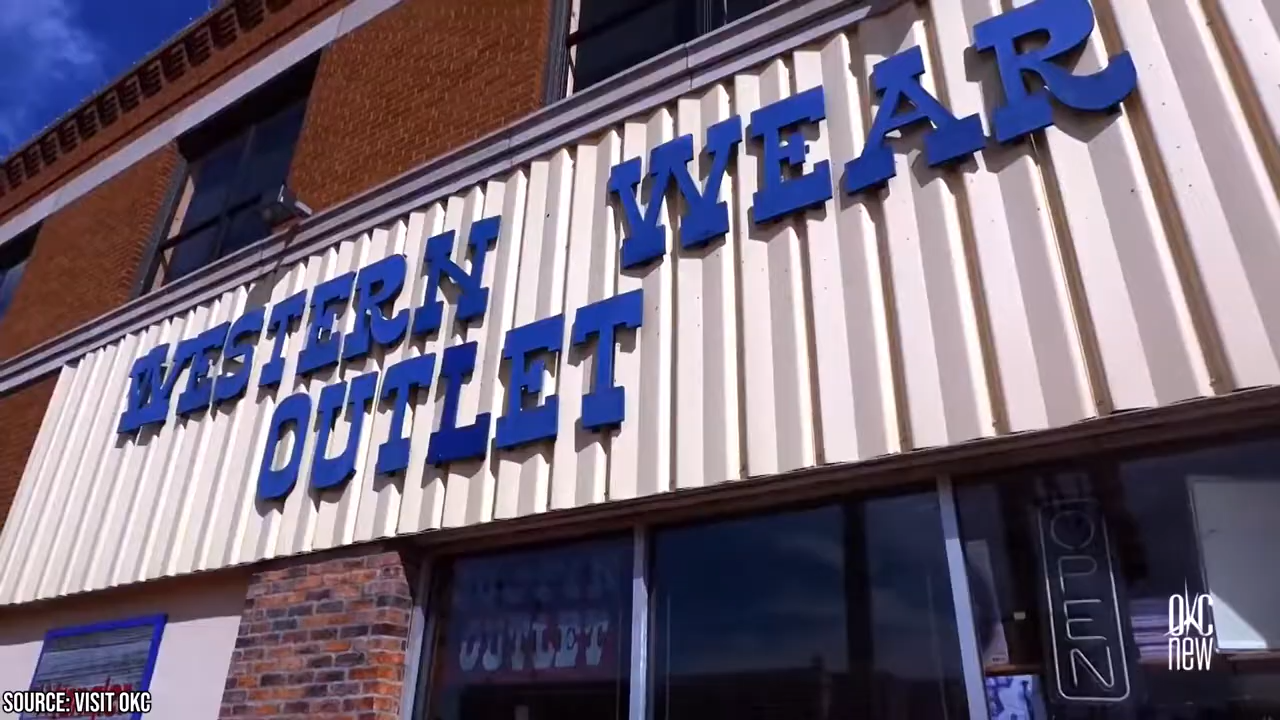 WESTERN WEAR
OUTLET
OUTLET
OPEN
OKC
new
SOURCE: VISIT OKC